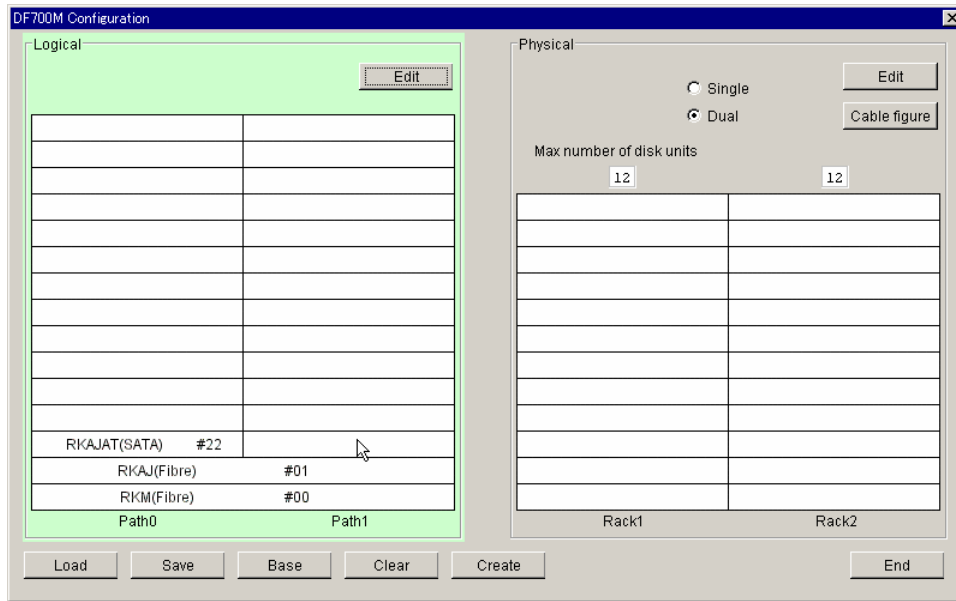 DF700M Configuration
Logical
Edit
RKAJAT(SATA) #22
RKAJ(Fibre) #01
RKM(Fibre) #00
Path0 Path1
Physical
Single
Dual
Edit
Cable figure
Max number of disk units
12 12
Rack1 Rack2
Load Save Base Clear Create End